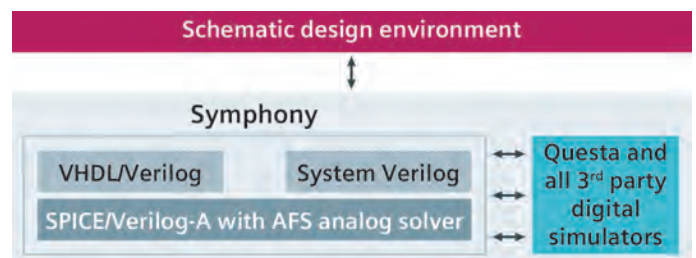 Schematic design environment
Symphony
VHDL/Verilog
System Verilog
SPICE/Verilog-A with AFS analog solver
Questa and
all 3rd party
digital
simulators